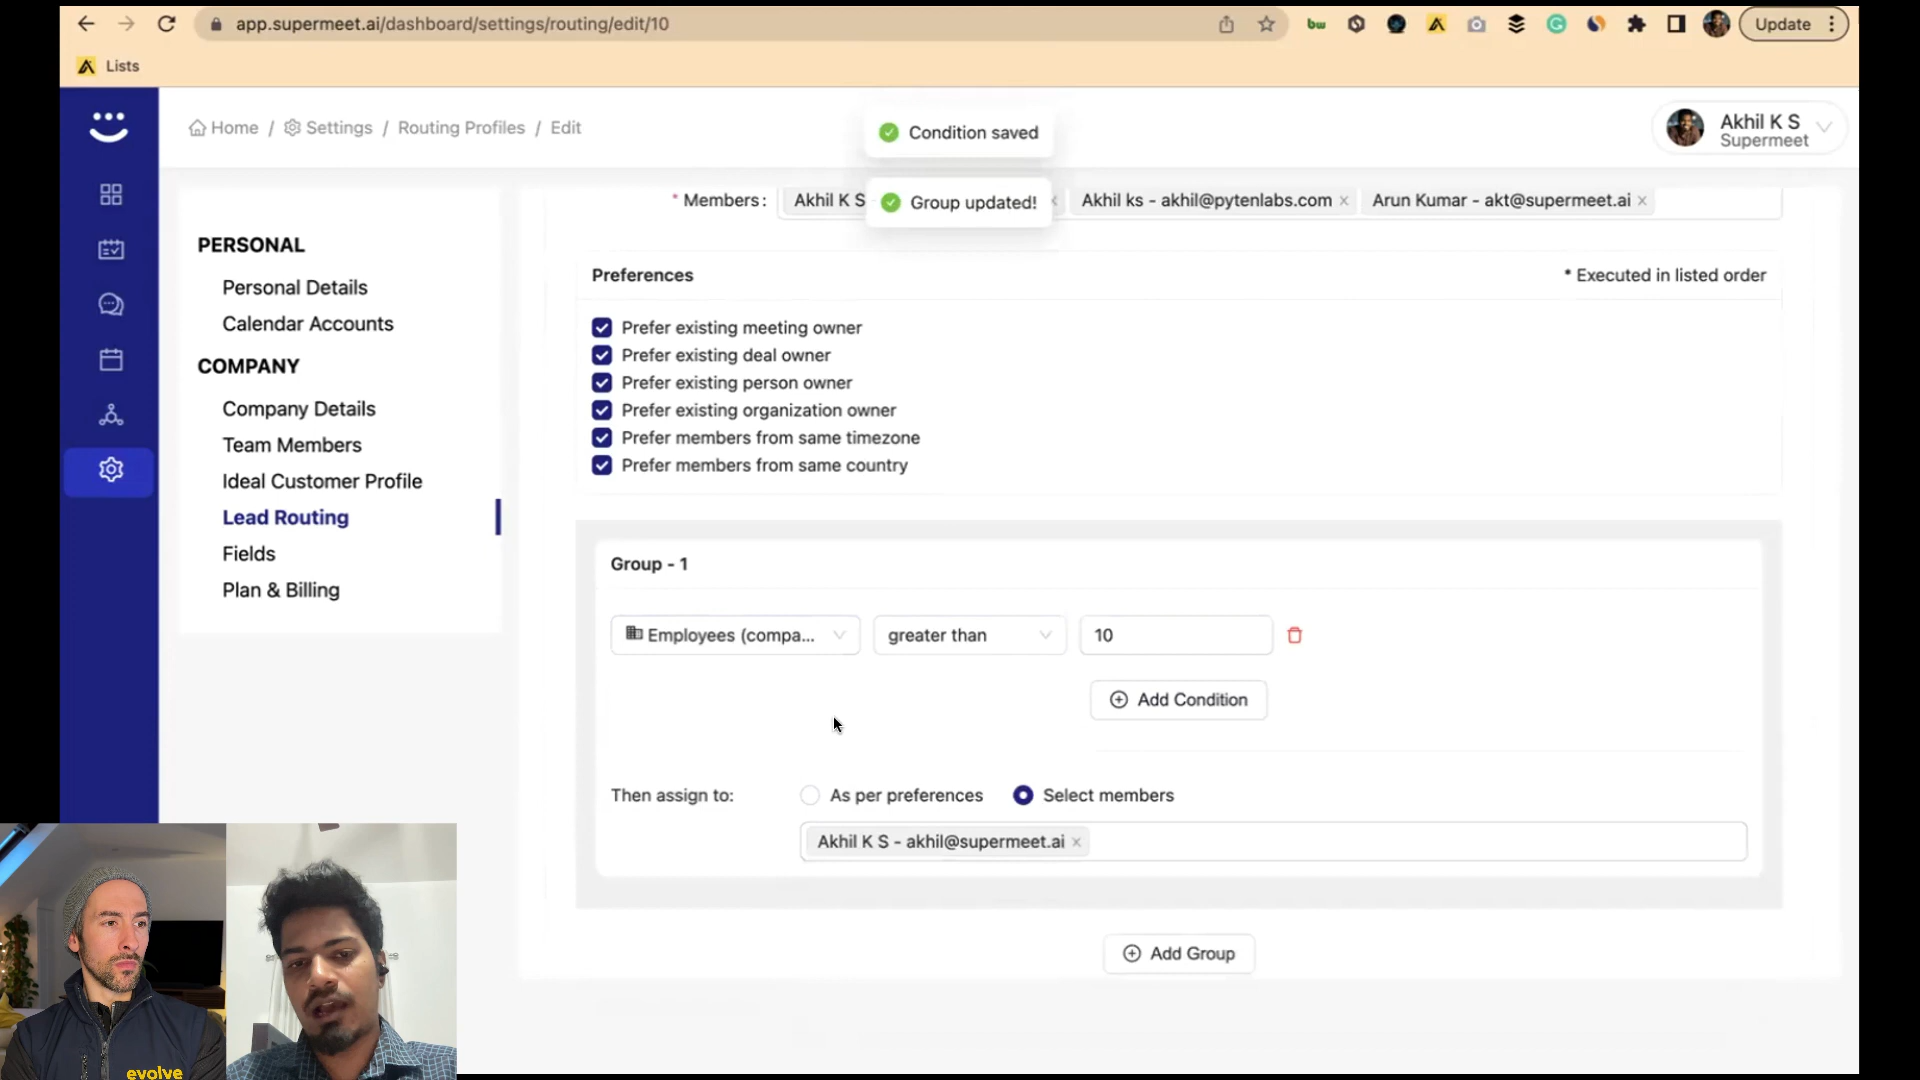 app.supermeet.ai/dashboard/settings/routing/edit/10
Update
Lists
Home / Settings / Routing Profiles / Edit
Condition saved
Akhil K S
Supermeet
* Members: Akhil K S
Group updated!
Akhil ks - akhil@pytenlabs.com
Arun Kumar - akt@supermeet.ai
PERSONAL
Personal Details
Calendar Accounts
COMPANY
Company Details
Team Members
Ideal Customer Profile
Lead Routing
Fields
Plan & Billing
Preferences
* Executed in listed order
Prefer existing meeting owner
Prefer existing deal owner
Prefer existing person owner
Prefer existing organization owner
Prefer members from same timezone
Prefer members from same country
Group - 1
Employees (compa... greater than 10
Add Condition
Then assign to: As per preferences Select members
Akhil K S - akhil@supermeet.ai
Add Group
evolve